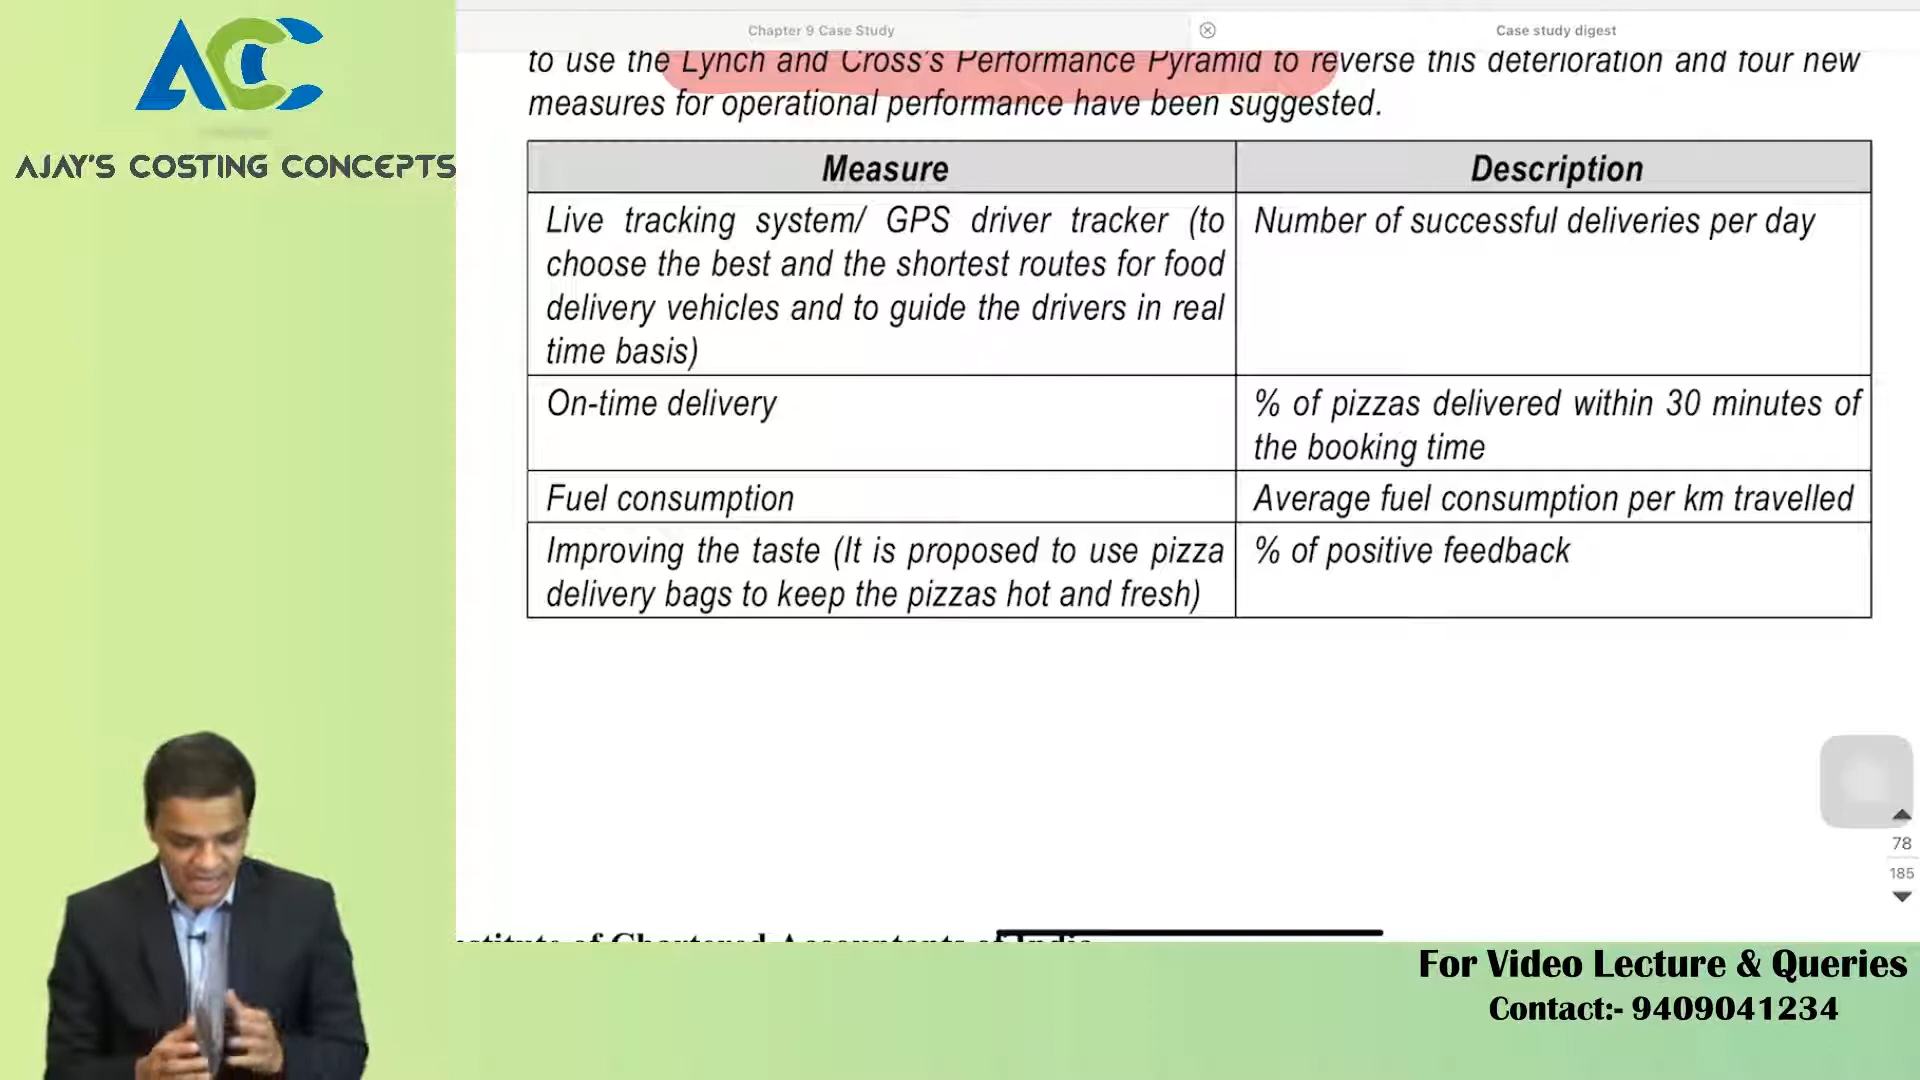 ACC
AJAY'S COSTING CONCEPTS
Chapter 9 Case Study
Case study digest
to use the Lynch and Cross's Performance Pyramid to reverse this deterioration and four new
measures for operational performance have been suggested.
Measure
Description
Live tracking system/ GPS driver tracker (to
choose the best and the shortest routes for food
delivery vehicles and to guide the drivers in real
time basis)
Number of successful deliveries per day
On-time delivery
% of pizzas delivered within 30 minutes of
the booking time
Fuel consumption
Average fuel consumption per km travelled
Improving the taste (It is proposed to use pizza
delivery bags to keep the pizzas hot and fresh)
% of positive feedback
78
185
of Chartered Accountants of India
For Video Lecture & Queries
Contact:- 9409041234